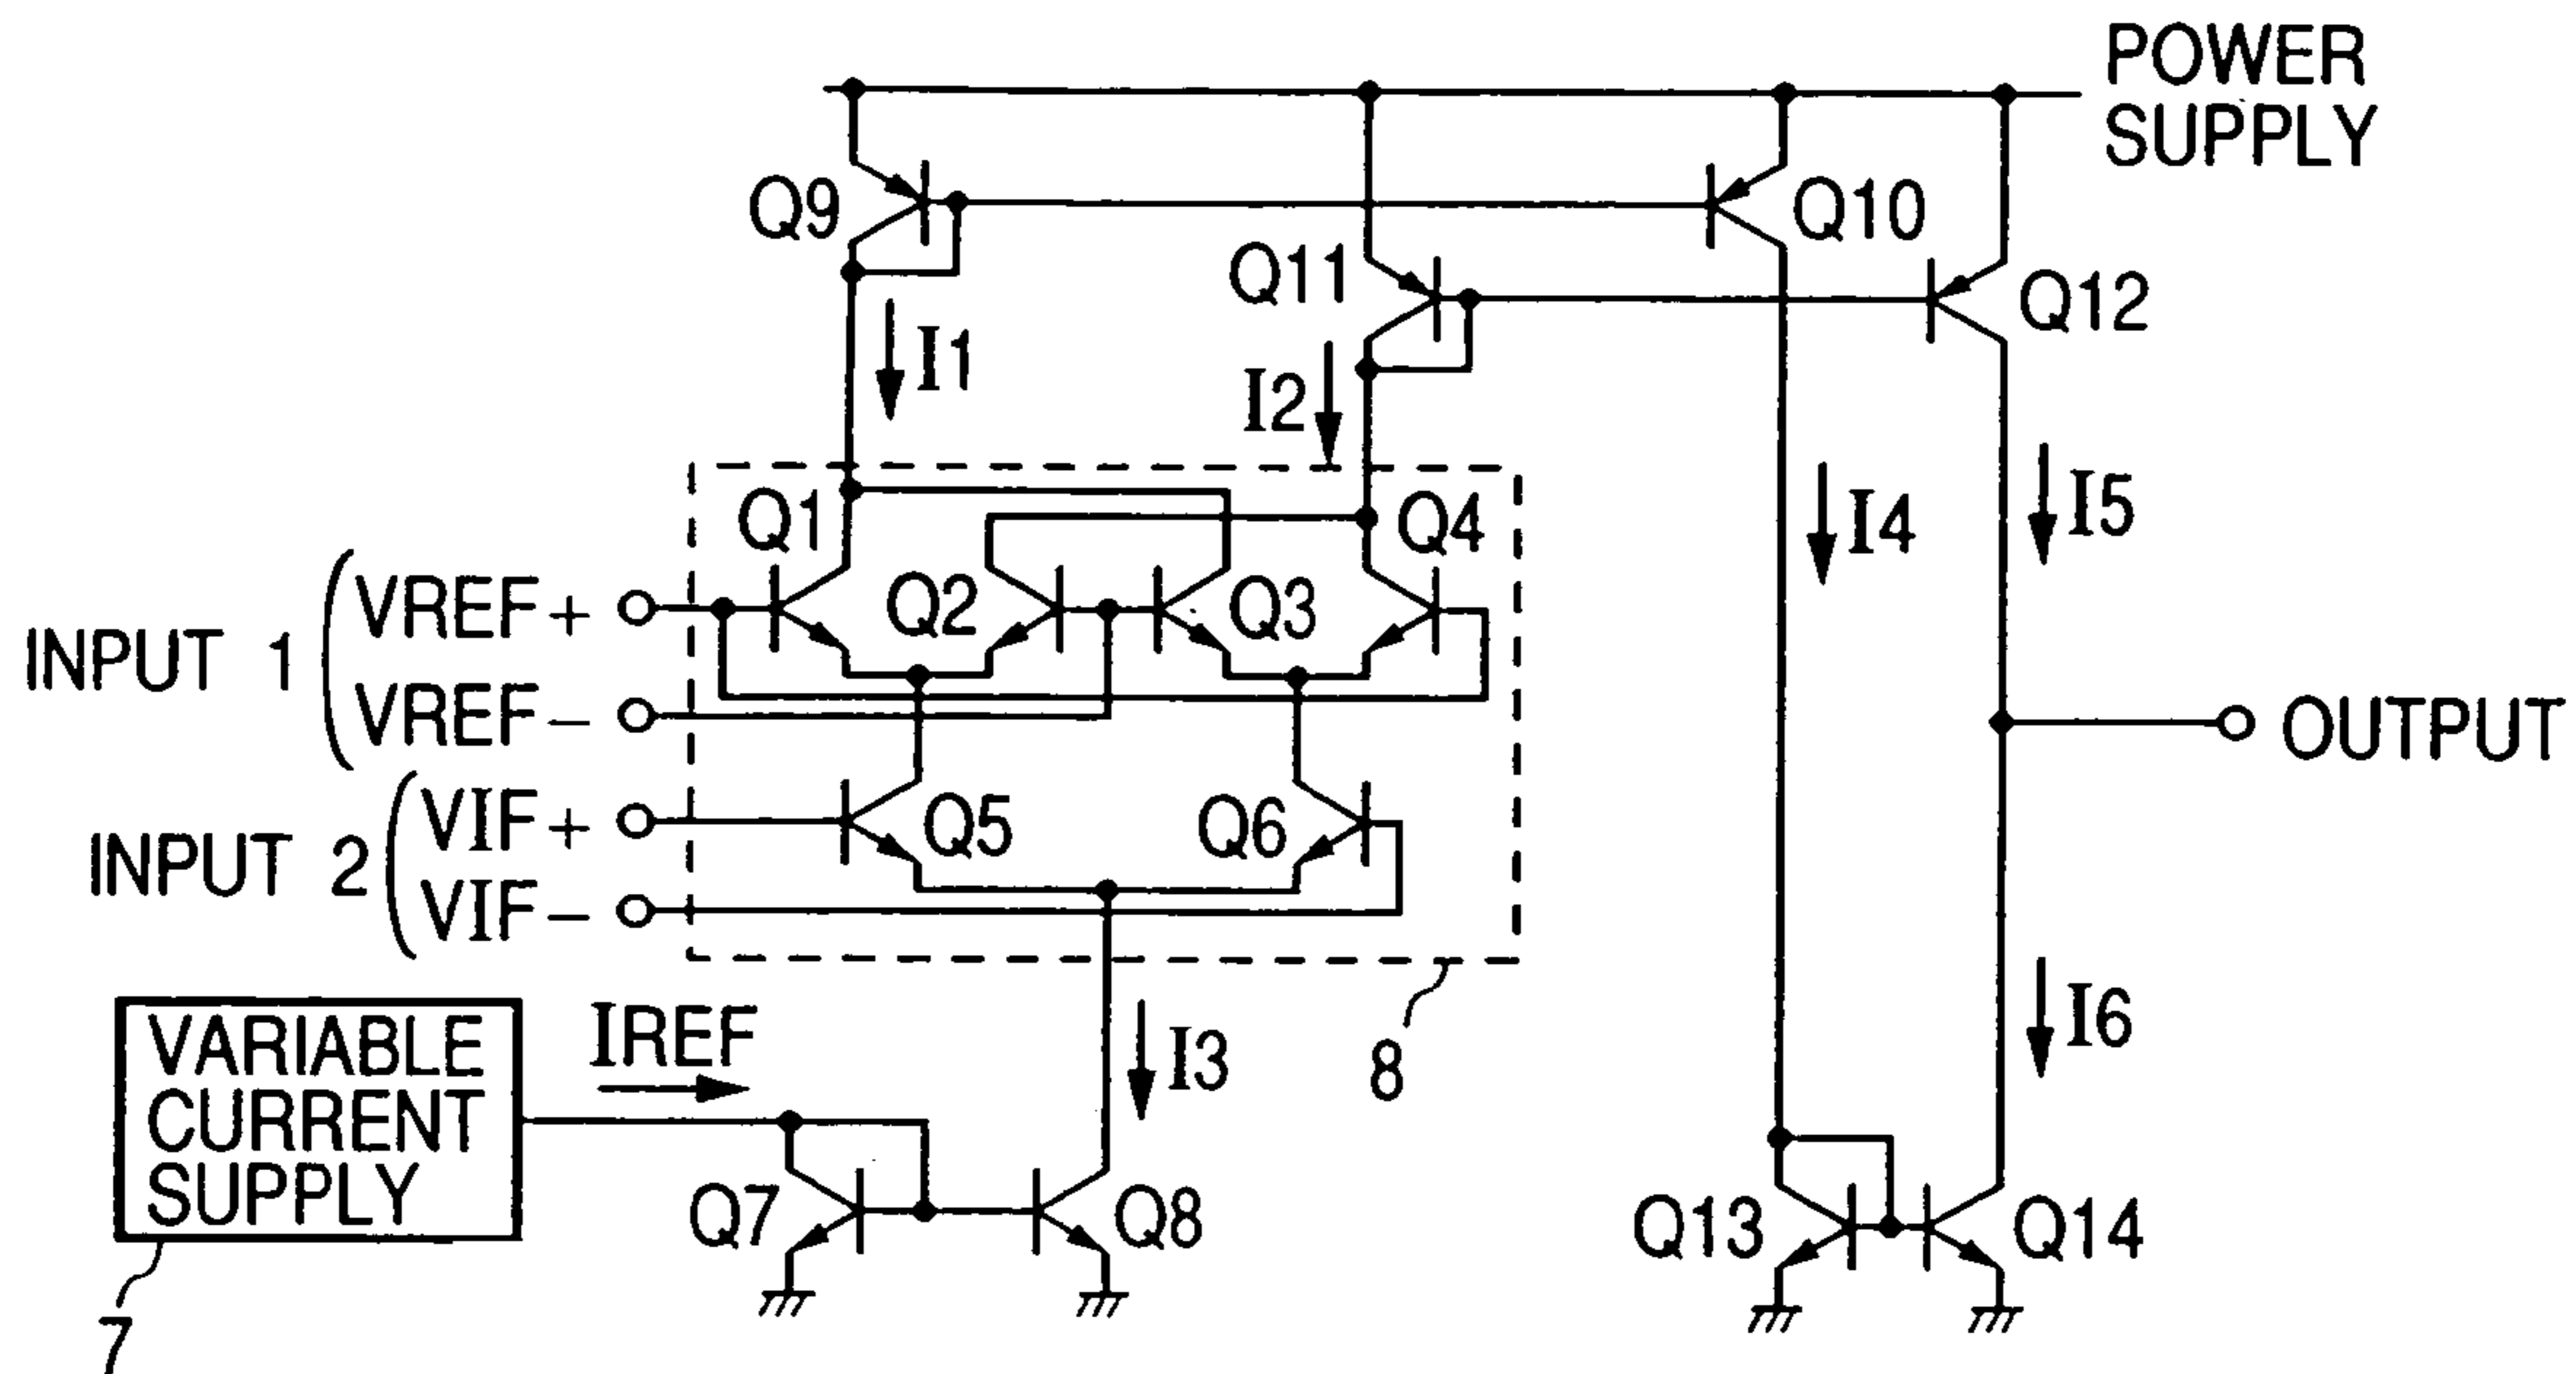 POWER
SUPPLY
Q9
Q10
Q11
Q12
I1
I2
I4
I5
Q1
Q2
Q3
Q4
INPUT 1
VREF+
VREF−
INPUT 2
VIF+
VIF−
Q5
Q6
OUTPUT
VARIABLE
CURRENT
SUPPLY
IREF
I3
8
I6
Q7
Q8
Q13
Q14
7